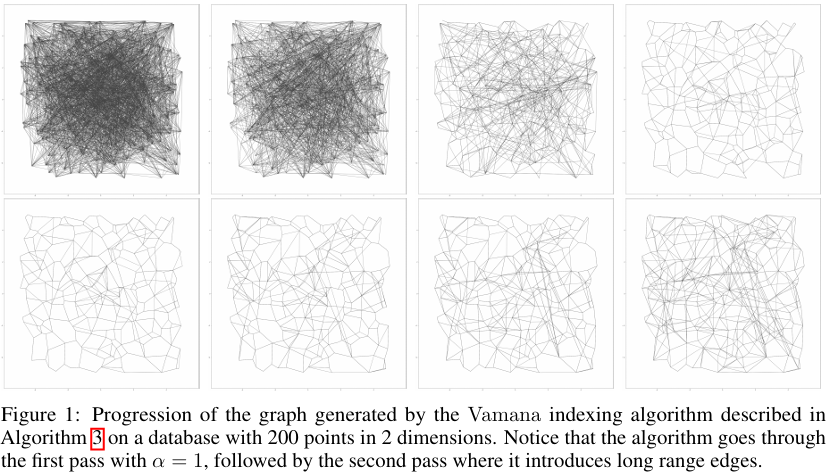 Figure 1: Progression of the graph generated by the Vamana indexing algorithm described in
Algorithm 3 on a database with 200 points in 2 dimensions. Notice that the algorithm goes through
the first pass with α = 1, followed by the second pass where it introduces long range edges.